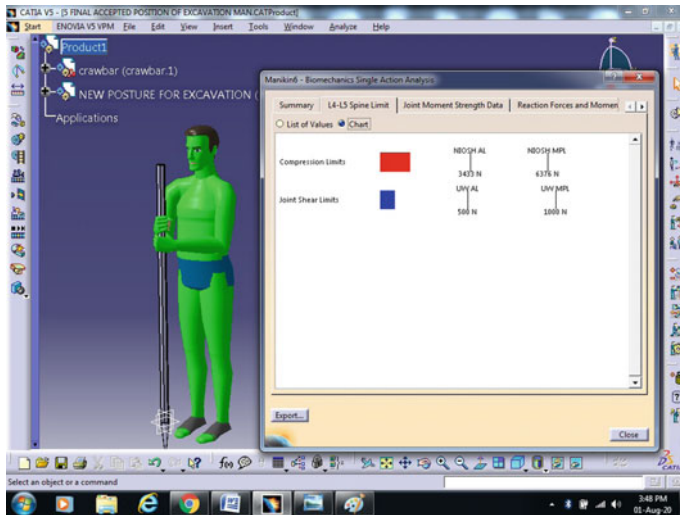 CATIA V5 - [5 FINAL ACCEPTED POSITION OF EXCAVATION MAN.CATProduct]
Start ENOVIA V5 VPM File Edit View Insert Tools Window Analyze Help
Product1
crawbar (crawbar.1)
NEW POSTURE FOR EXCAVATION (
Applications
Manikin6 - Biomechanics Single Action Analysis
Summary L4-L5 Spine Limit Joint Moment Strength Data Reaction Forces and Momen
List of Values Chart
NIOSH AL NIOSH MPL
Compression Limits
3433 N 6376 N
UW AL UW MPL
Joint Shear Limits
500 N 1000 N
Export...
Close
Select an object or a command
3:48 PM
01-Aug-20